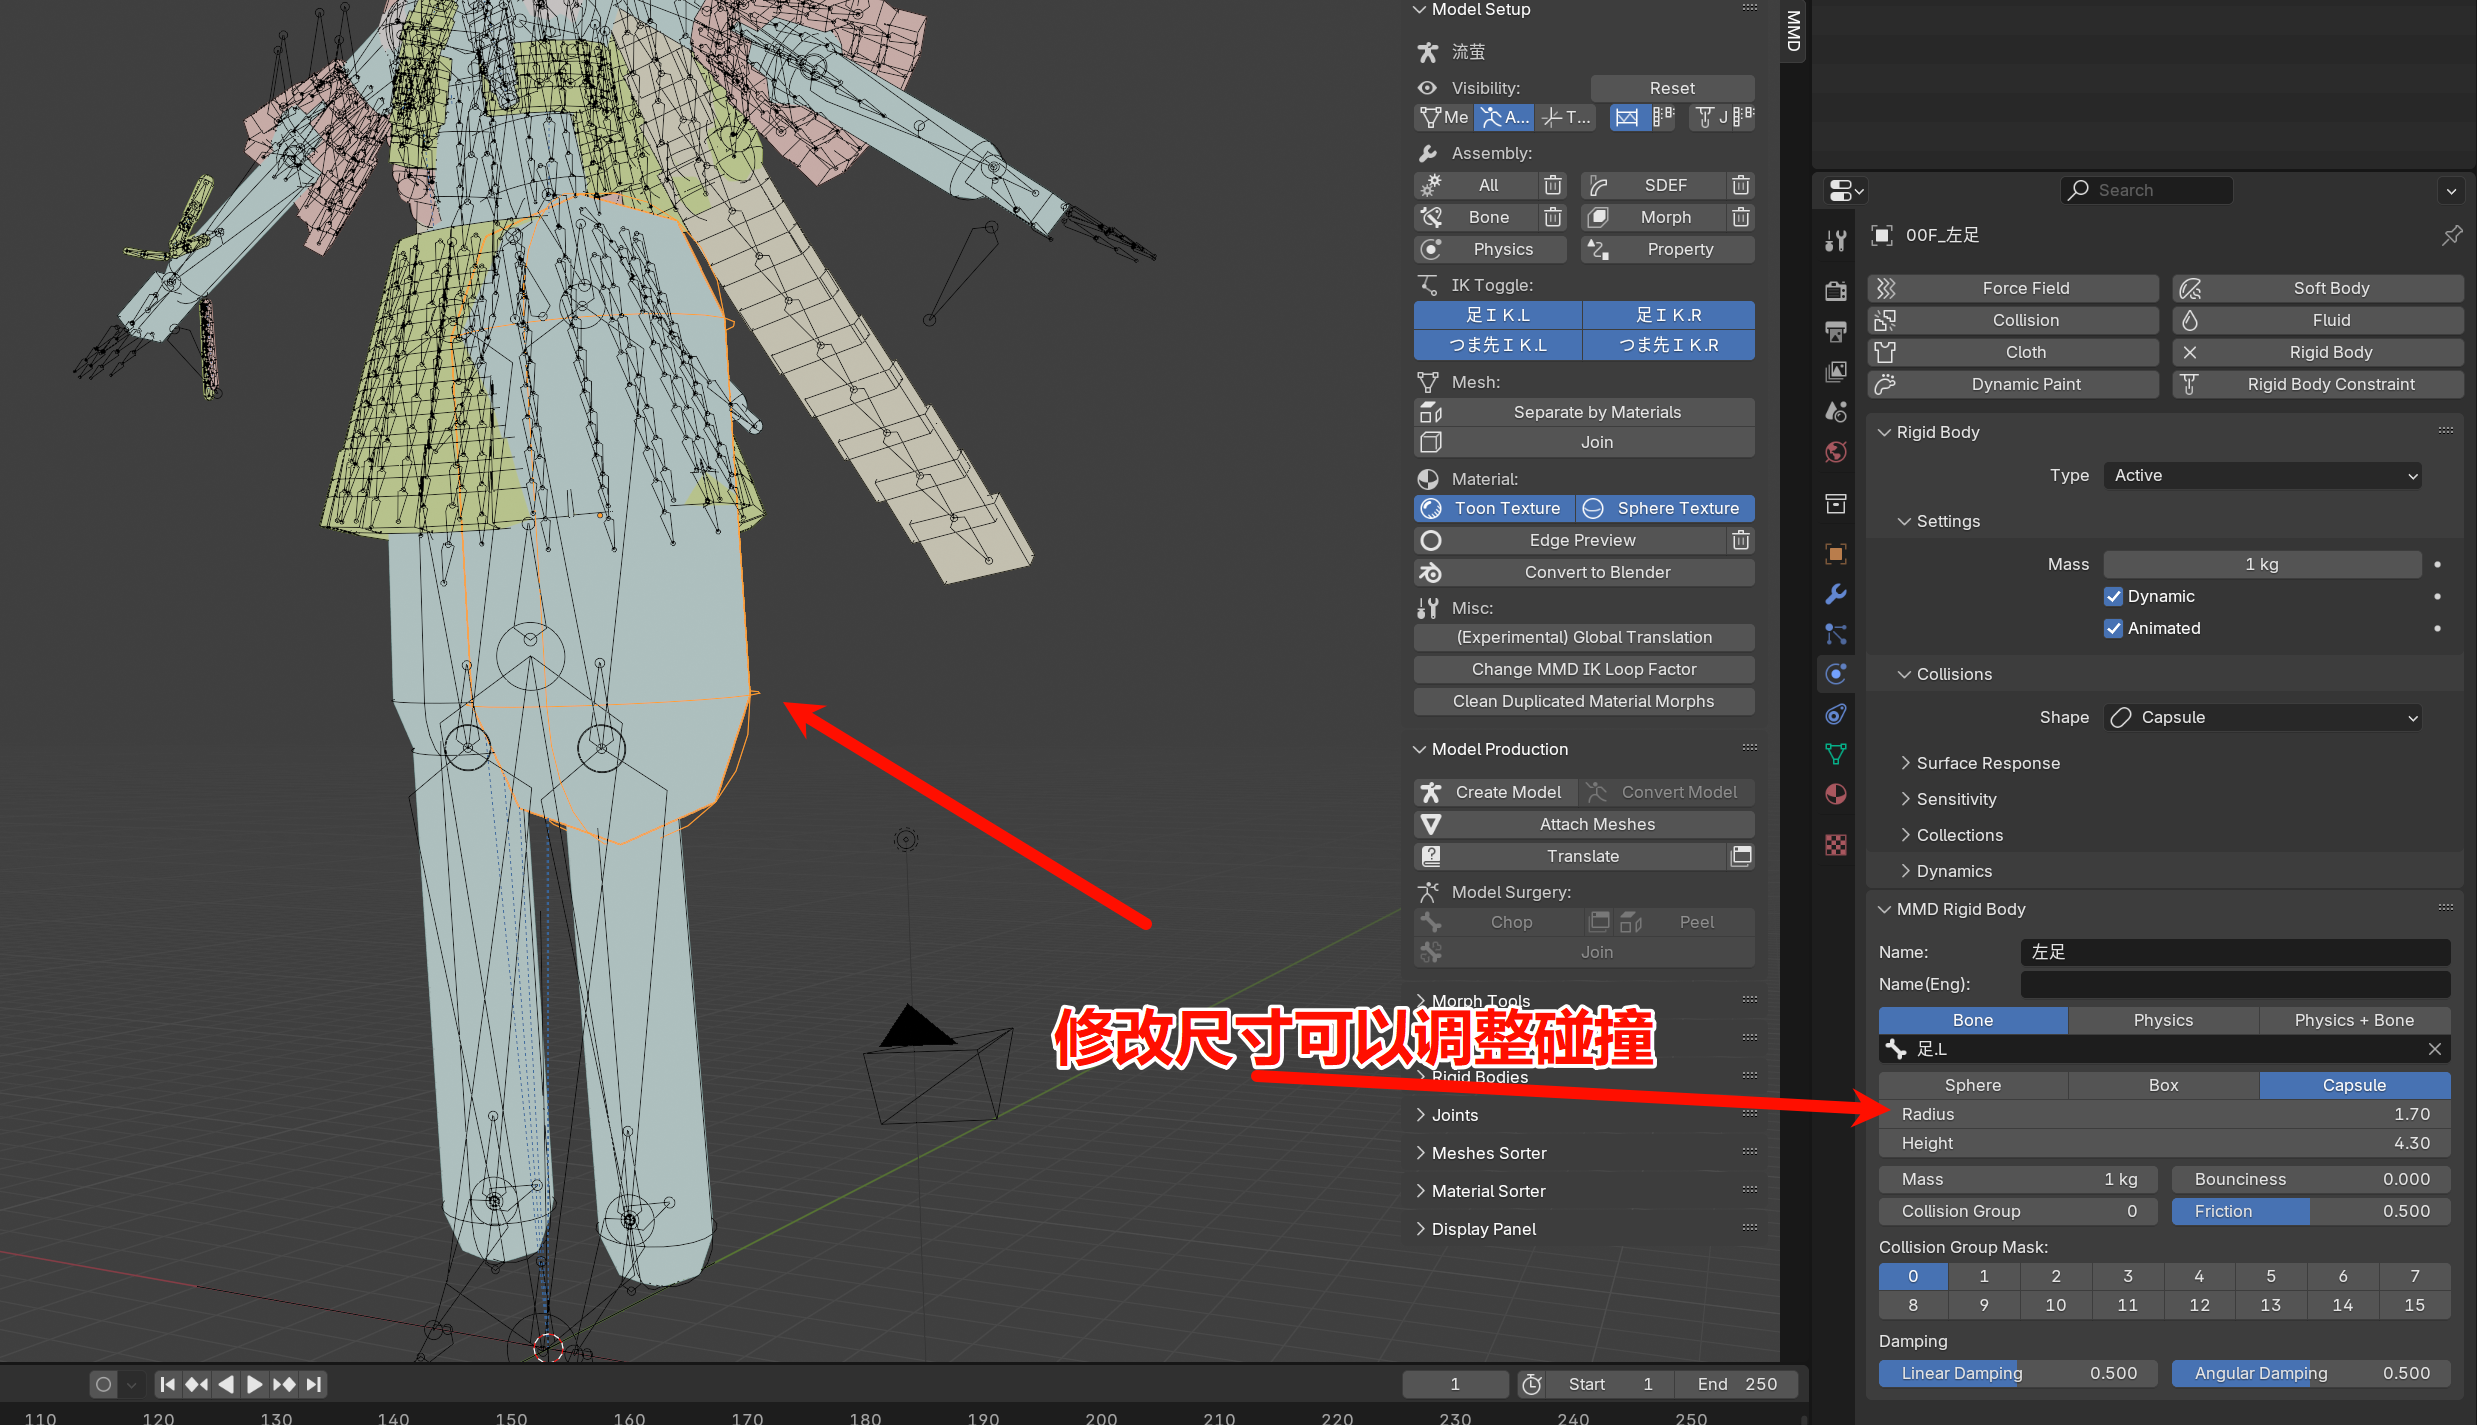 Model Setup
流萤
Visibility:
Reset
Me
A...
T...
J
Assembly:
All
SDEF
Bone
Morph
Physics
Property
IK Toggle:
足ＩＫ.L
足ＩＫ.R
つま先ＩＫ.L
つま先ＩＫ.R
Mesh:
Separate by Materials
Join
Material:
Toon Texture
Sphere Texture
Edge Preview
Convert to Blender
Misc:
(Experimental) Global Translation
Change MMD IK Loop Factor
Clean Duplicated Material Morphs
Model Production
Create Model
Convert Model
Attach Meshes
Translate
Model Surgery:
Chop
Peel
Join
Morph Tools
修改尺寸可以调整碰撞
Rigid Bodies
Joints
Meshes Sorter
Material Sorter
Display Panel
MMD
Search
00F_左足
Force Field
Soft Body
Collision
Fluid
Cloth
Rigid Body
Dynamic Paint
Rigid Body Constraint
Rigid Body
Type
Active
Settings
Mass
1 kg
Dynamic
Animated
Collisions
Shape
Capsule
Surface Response
Sensitivity
Collections
Dynamics
MMD Rigid Body
Name:
左足
Name(Eng):
Bone
Physics
Physics + Bone
足.L
Sphere
Box
Capsule
Radius 1.70
Height 4.30
Mass 1 kg
Bounciness 0.000
Collision Group 0
Friction 0.500
Collision Group Mask:
0 1 2 3 4 5 6 7
8 9 10 11 12 13 14 15
Damping
Linear Damping 0.500
Angular Damping 0.500
1
Start 1
End 250
110 120 130 140 150 160 170 180 190 200 210 220 230 240 250